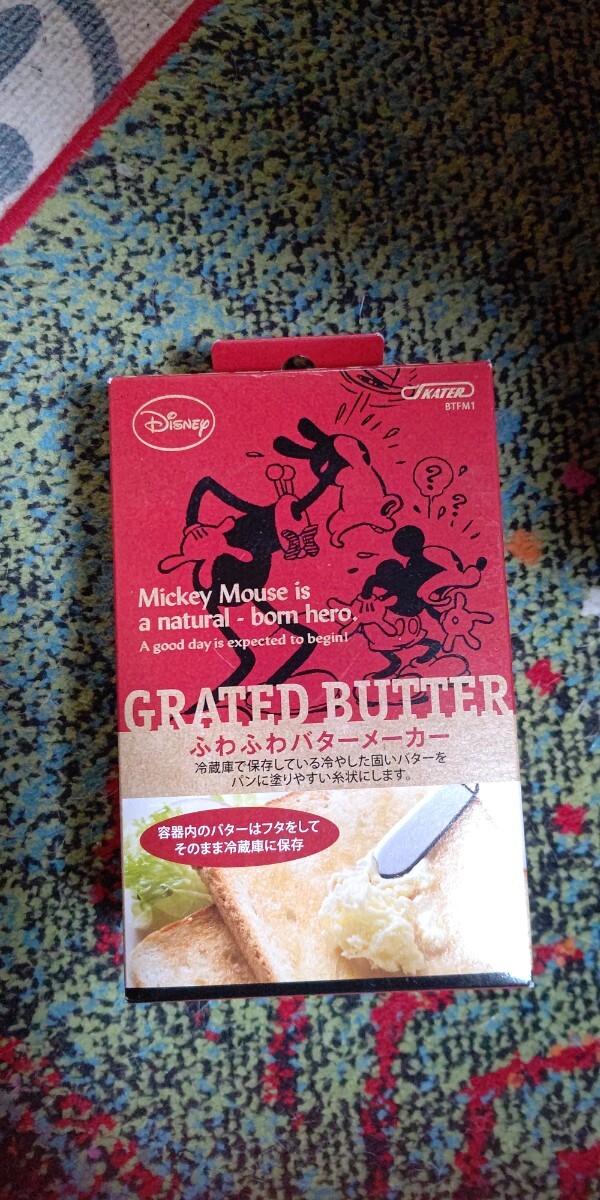 Disney
SKATER
BTFM1
?
?
?
Mickey Mouse is
a natural - born hero.
A good day is expected to begin!
GRATED BUTTER
ふわふわバターメーカー
冷蔵庫で保存している冷やした固いバターを
パンに塗りやすい糸状にします。
容器内のバターはフタをして
そのまま冷蔵庫に保存